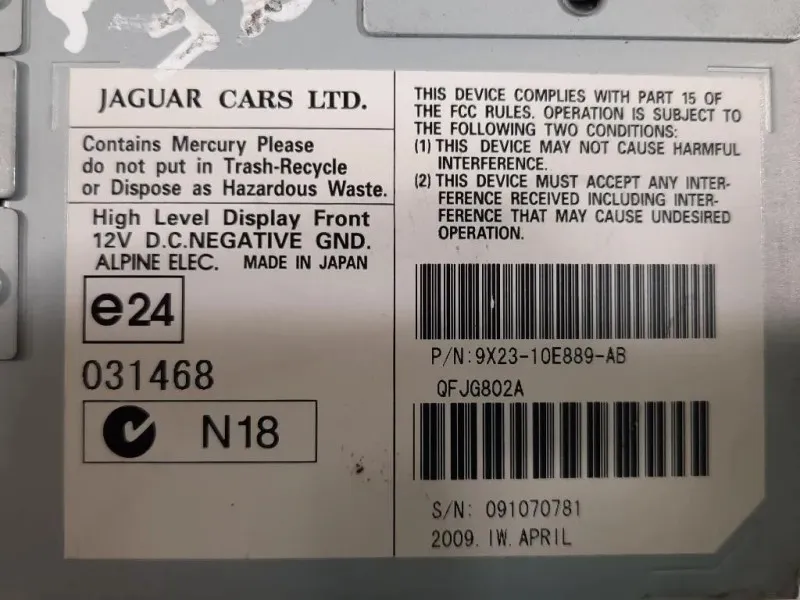 JAGUAR CARS LTD.
Contains Mercury Please
do not put in Trash-Recycle
or Dispose as Hazardous Waste.
High Level Display Front
12V D.C.NEGATIVE GND.
ALPINE ELEC. MADE IN JAPAN
e24
031468
N18
THIS DEVICE COMPLIES WITH PART 15 OF
THE FCC RULES. OPERATION IS SUBJECT TO
THE FOLLOWING TWO CONDITIONS:
(1) THIS DEVICE MAY NOT CAUSE HARMFUL
INTERFERENCE.
(2) THIS DEVICE MUST ACCEPT ANY INTER-
FERENCE RECEIVED INCLUDING INTER-
FERENCE THAT MAY CAUSE UNDESIRED
OPERATION.
P/N:9X23-10E889-AB
QFJG802A
S/N: 091070781
2009. IW. APRIL